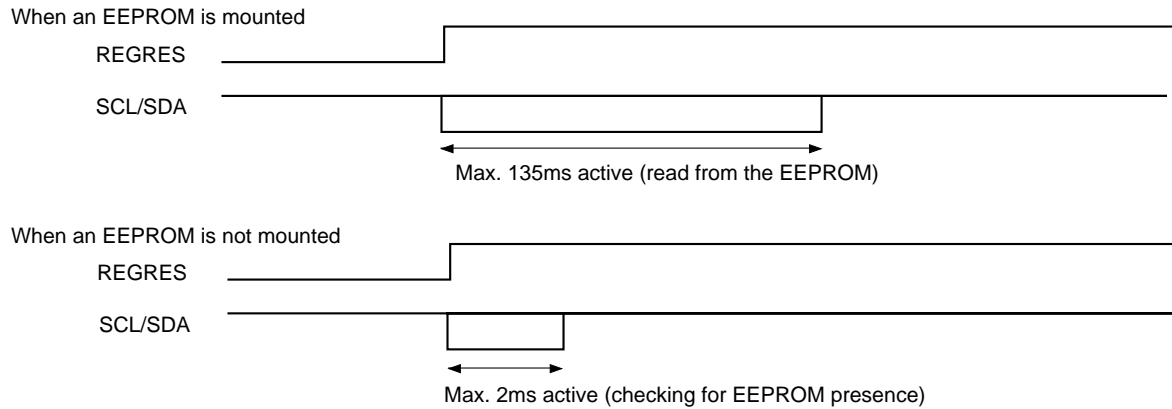 When an EEPROM is mounted
REGRES
SCL/SDA
Max. 135ms active (read from the EEPROM)
When an EEPROM is not mounted
REGRES
SCL/SDA
Max. 2ms active (checking for EEPROM presence)